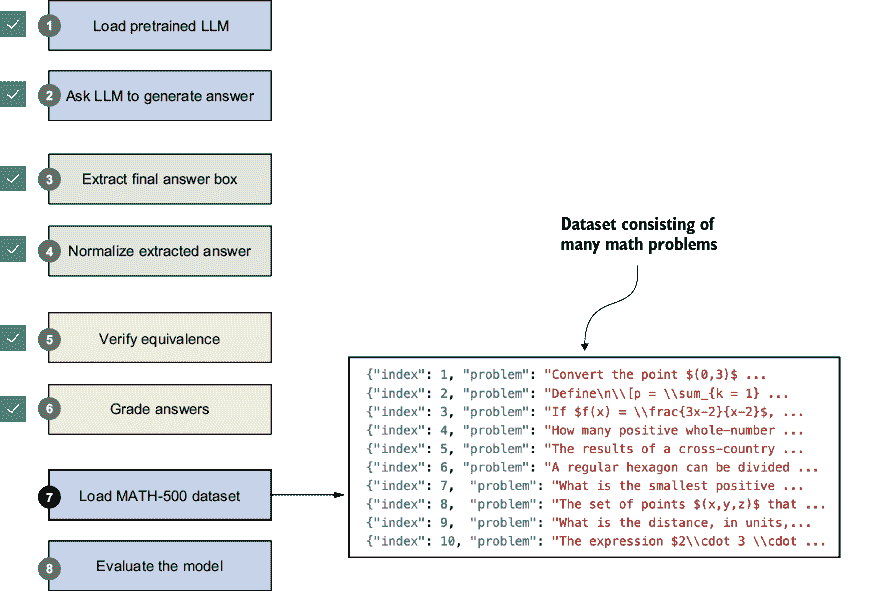 1 Load pretrained LLM
2 Ask LLM to generate answer
3 Extract final answer box
4 Normalize extracted answer
5 Verify equivalence
6 Grade answers
7 Load MATH-500 dataset
8 Evaluate the model
Dataset consisting of
many math problems
{"index": 1, "problem": "Convert the point $(0,3)$ ...
{"index": 2, "problem": "Define\n\\[p = \\sum_{k = 1} ...
{"index": 3, "problem": "If $f(x) = \\frac{3x-2}{x-2}$, ...
{"index": 4, "problem": "How many positive whole-number ...
{"index": 5, "problem": "The results of a cross-country ...
{"index": 6, "problem": "A regular hexagon can be divided ...
{"index": 7,  "problem": "What is the smallest positive ...
{"index": 8,  "problem": "The set of points $(x,y,z)$ that ...
{"index": 9,  "problem": "What is the distance, in units,...
{"index": 10, "problem": "The expression $2\\cdot 3 \\cdot ...